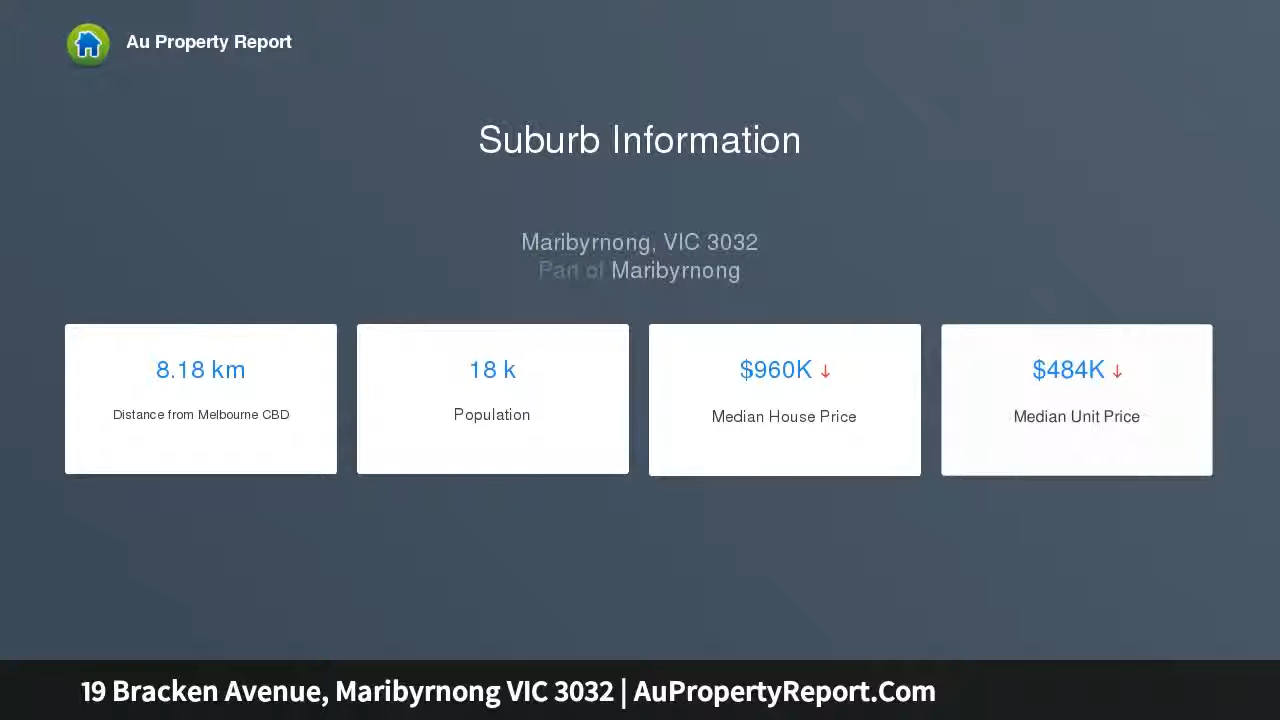 Au Property Report
Suburb Information
Maribyrnong, VIC 3032
Part of Maribyrnong
8.18 km
Distance from Melbourne CBD
18 k
Population
$960K ↓
Median House Price
$484K ↓
Median Unit Price
19 Bracken Avenue, Maribyrnong VIC 3032 | AuPropertyReport.Com